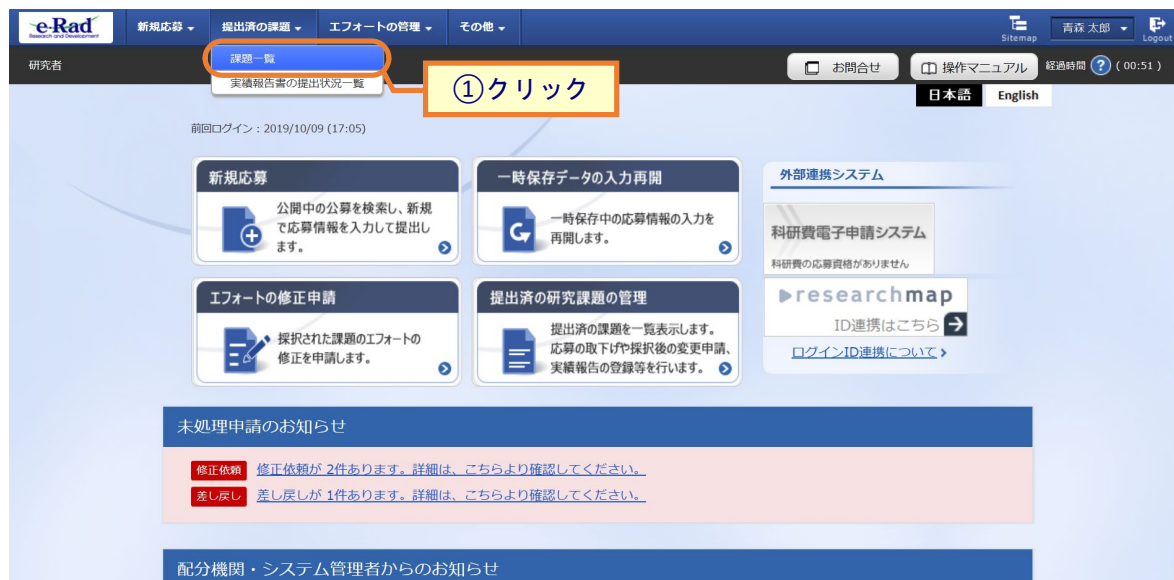 e-Rad
Research and Development
新規応募
提出済の課題
エフォートの管理
その他
Sitemap
青森 太郎
Logout
研究者
課題一覧
実績報告書の提出状況一覧
①クリック
お問合せ
操作マニュアル
経過時間 ? ( 00:51 )
日本語
English
前回ログイン：2019/10/09 (17:05)
新規応募
公開中の公募を検索し、新規
で応募情報を入力して提出し
ます。
一時保存データの入力再開
一時保存中の応募情報の入力を
再開します。
外部連携システム
科研費電子申請システム
科研費の応募資格がありません
エフォートの修正申請
採択された課題のエフォートの
修正を申請します。
提出済の研究課題の管理
提出済の課題を一覧表示します。
応募の取下げや採択後の変更申請、
実績報告の登録等を行います。
researchmap
ID連携はこちら
ログインID連携について
未処理申請のお知らせ
修正依頼 修正依頼が 2件あります。詳細は、こちらより確認してください。
差し戻し 差し戻しが 1件あります。詳細は、こちらより確認してください。
配分機関・システム管理者からのお知らせ